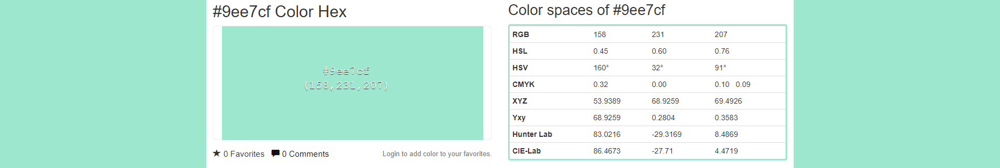 #9ee7cf Color Hex
#9ee7cf
(158,231,207)
★ 0 Favorites 0 Comments Login to add color to your favorites.
Color spaces of #9ee7cf
RGB 158 231 207
HSL 0.45 0.60 0.76
HSV 160° 32° 91°
CMYK 0.32 0.00 0.10 0.09
XYZ 53.9389 68.9259 69.4926
Yxy 68.9259 0.2804 0.3583
Hunter Lab 83.0216 -29.3169 8.4869
CIE-Lab 86.4673 -27.71 4.4719